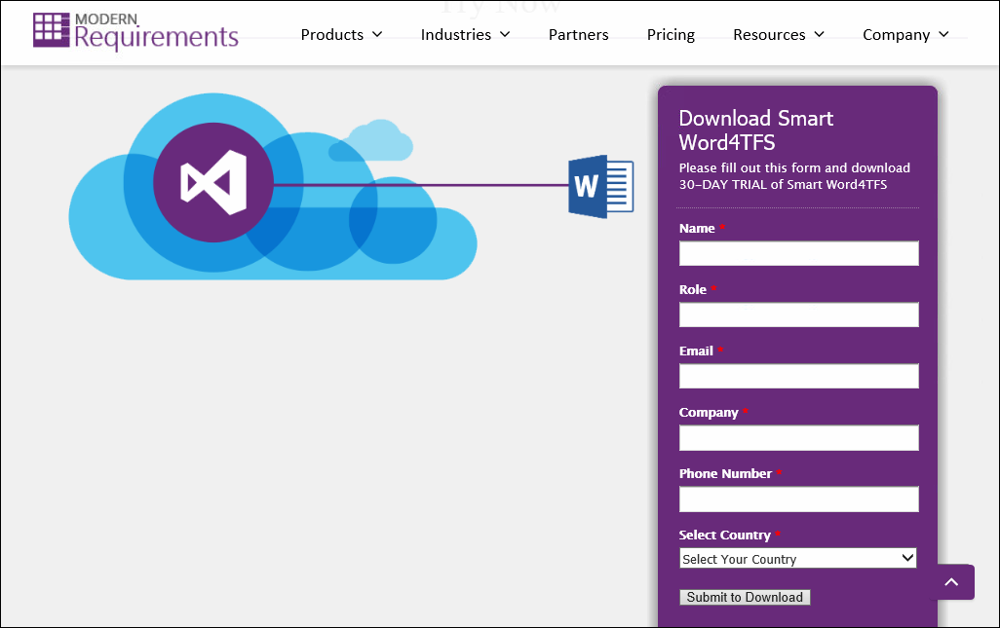 Try Now
MODERN
Requirements
Products Industries Partners Pricing Resources Company
W
Download Smart
Word4TFS
Please fill out this form and download
30-DAY TRIAL of Smart Word4TFS
Name *
Role *
Email *
Company *
Phone Number *
Select Country *
Select Your Country
Submit to Download